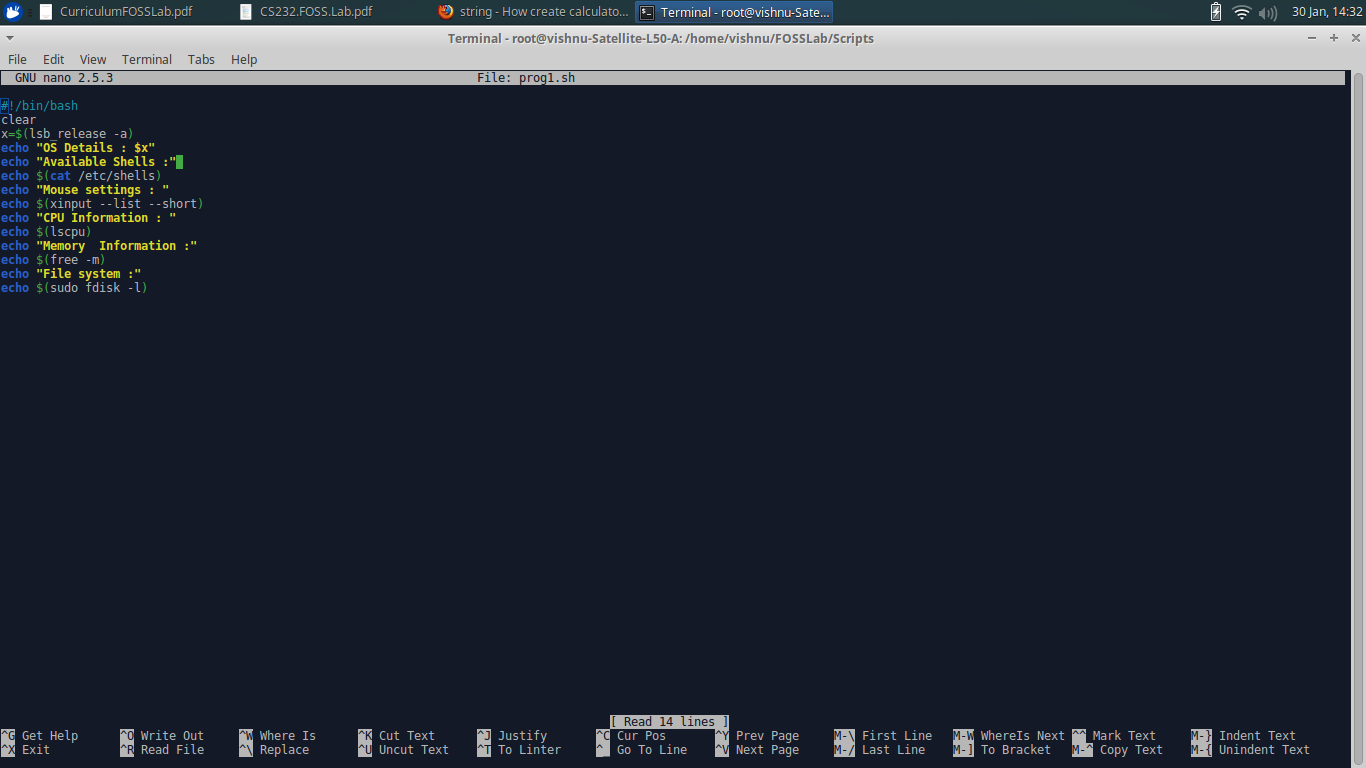 CurriculumFOSSLab.pdf CS232.FOSS.Lab.pdf string - How create calculato... Terminal - root@vishnu-Sate... 30 Jan, 14:32
Terminal - root@vishnu-Satellite-L50-A: /home/vishnu/FOSSLab/Scripts
File Edit View Terminal Tabs Help
GNU nano 2.5.3 File: prog1.sh
#!/bin/bash
clear
x=$(lsb_release -a)
echo "OS Details : $x"
echo "Available Shells :"
echo $(cat /etc/shells)
echo "Mouse settings : "
echo $(xinput --list --short)
echo "CPU Information : "
echo $(lscpu)
echo "Memory  Information :"
echo $(free -m)
echo "File system :"
echo $(sudo fdisk -l)
[ Read 14 lines ]
^G Get Help ^O Write Out ^W Where Is ^K Cut Text ^J Justify ^C Cur Pos ^Y Prev Page M-\ First Line M-W WhereIs Next ^^ Mark Text M-} Indent Text
^X Exit ^R Read File ^\ Replace ^U Uncut Text ^T To Linter ^_ Go To Line ^V Next Page M-/ Last Line M-] To Bracket M-^ Copy Text M-{ Unindent Text